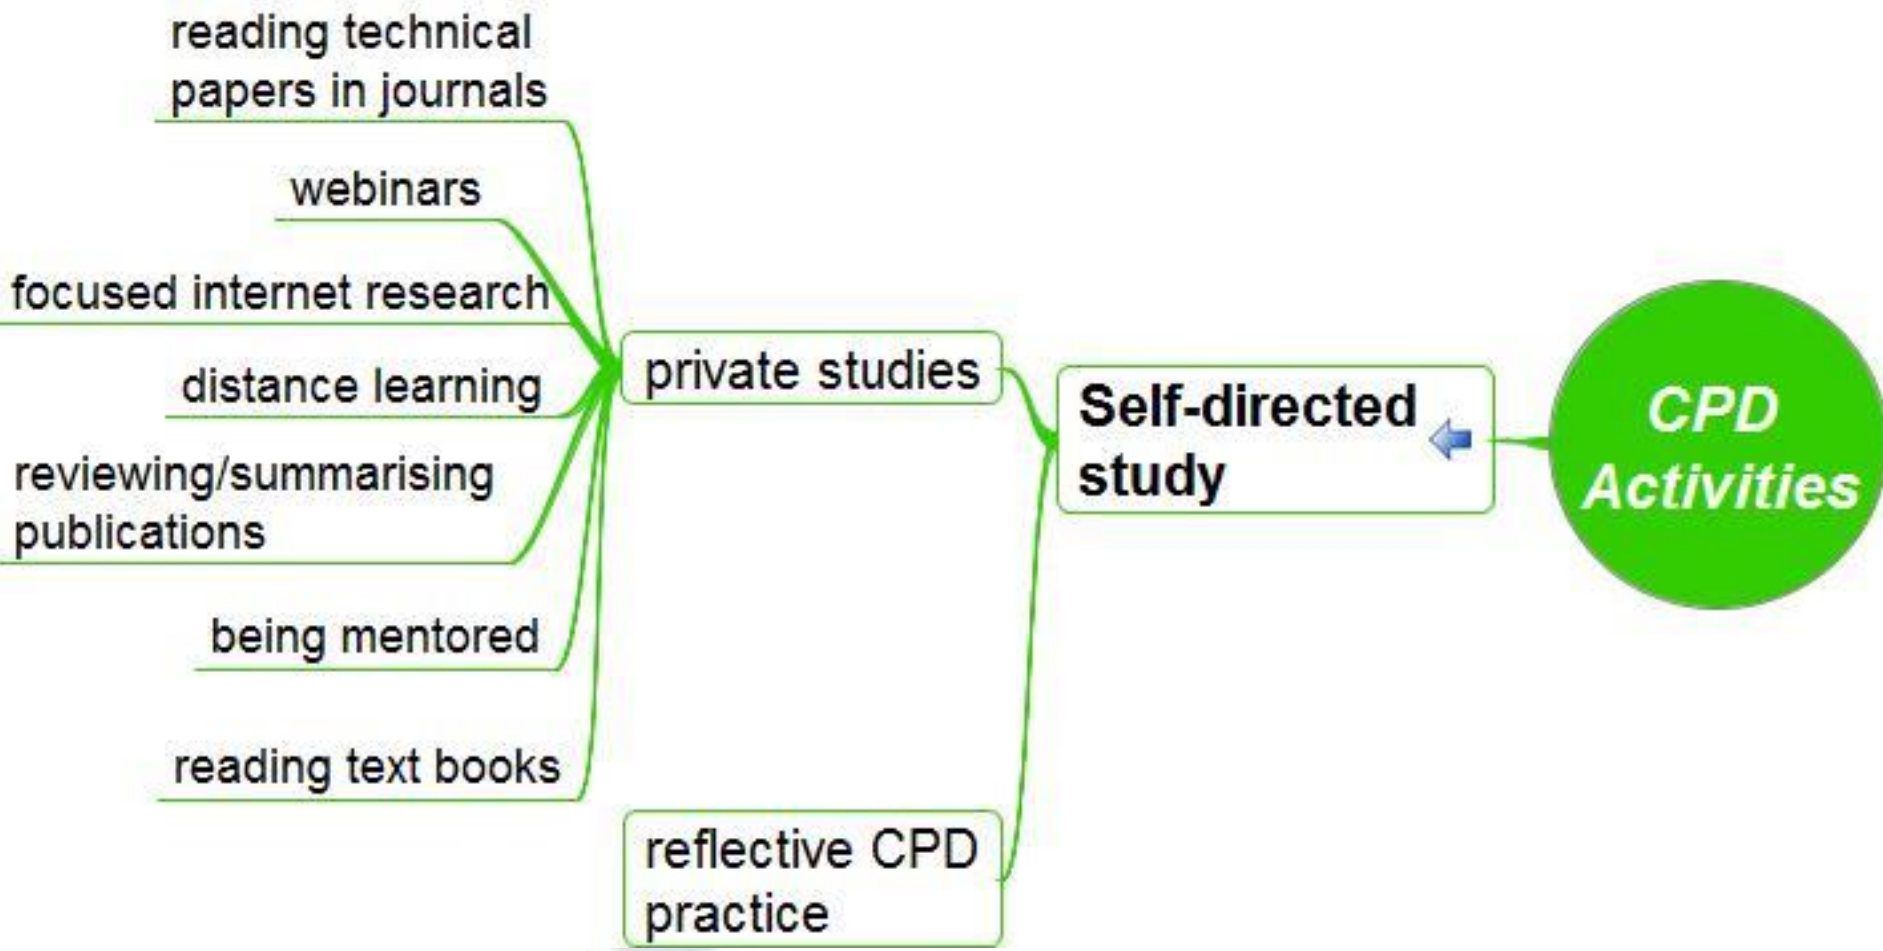 reading technical
papers in journals
webinars
focused internet research
distance learning
reviewing/summarising
publications
being mentored
reading text books
private studies
reflective CPD
practice
Self-directed
study
CPD
Activities